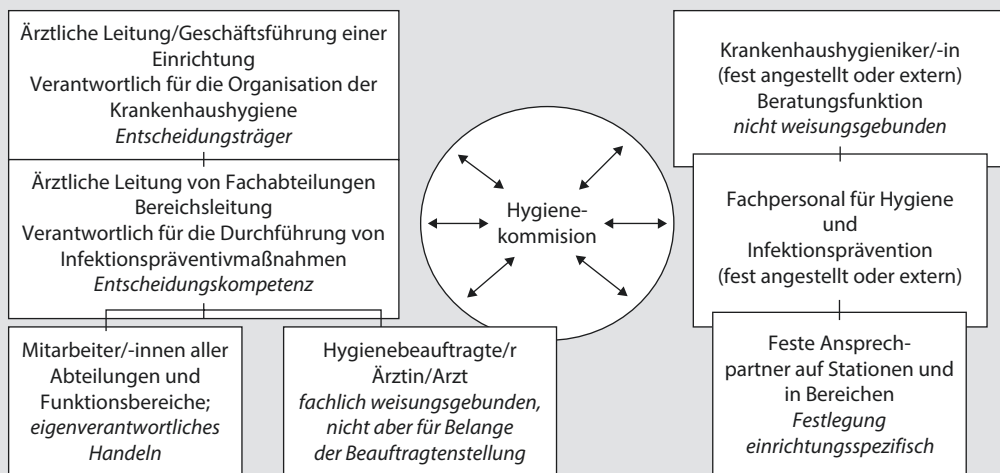 Ärztliche Leitung/Geschäftsführung einer
Einrichtung
Verantwortlich für die Organisation der
Krankenhaushygiene
Entscheidungsträger
Ärztliche Leitung von Fachabteilungen
Bereichsleitung
Verantwortlich für die Durchführung von
Infektionspräventivmaßnahmen
Entscheidungskompetenz
Mitarbeiter/-innen aller
Abteilungen und
Funktionsbereiche;
eigenverantwortliches
Handeln
Hygienebeauftragte/r
Ärztin/Arzt
fachlich weisungsgebunden,
nicht aber für Belange
der Beauftragtenstellung
Hygiene-
kommision
Krankenhaushygieniker/-in
(fest angestellt oder extern)
Beratungsfunktion
nicht weisungsgebunden
Fachpersonal für Hygiene
und
Infektionsprävention
(fest angestellt oder extern)
Feste Ansprech-
partner auf Stationen und
in Bereichen
Festlegung
einrichtungsspezifisch